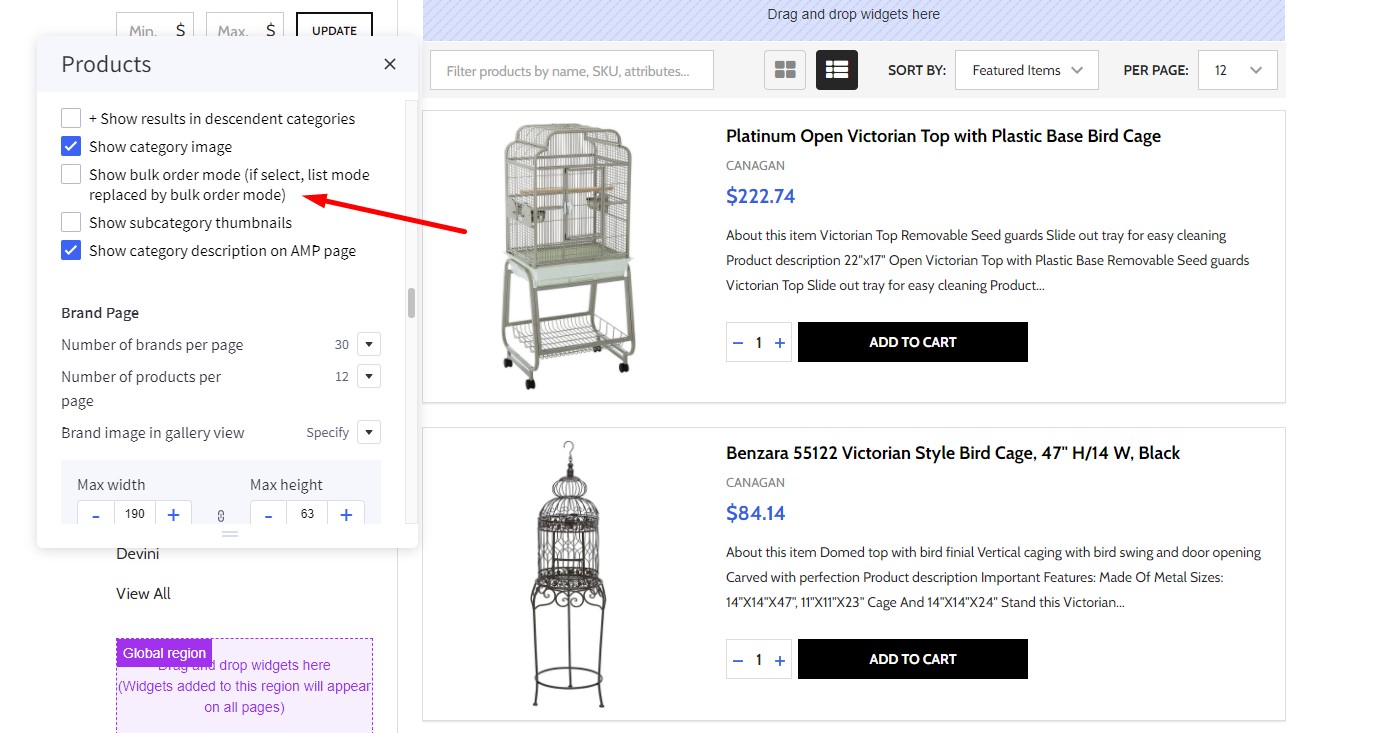 Min. $ Max. $ UPDATE
Products
+ Show results in descendent categories
Show category image
Show bulk order mode (if select, list mode
replaced by bulk order mode)
Show subcategory thumbnails
Show category description on AMP page
Brand Page
Number of brands per page 30
Number of products per 12
page
Brand image in gallery view Specify
Max width Max height
- 190 + - 63 +
Devini
View All
Global region
Drag and drop widgets here
(Widgets added to this region will appear
on all pages)
Drag and drop widgets here
Filter products by name, SKU, attributes... SORT BY: Featured Items PER PAGE: 12
Platinum Open Victorian Top with Plastic Base Bird Cage
CANAGAN
$222.74
About this item Victorian Top Removable Seed guards Slide out tray for easy cleaning
Product description 22"x17" Open Victorian Top with Plastic Base Removable Seed guards
Victorian Top Slide out tray for easy cleaning Product...
− 1 + ADD TO CART
Benzara 55122 Victorian Style Bird Cage, 47" H/14 W, Black
CANAGAN
$84.14
About this item Domed top with bird finial Vertical caging with bird swing and door opening
Carved with perfection Product description Important Features: Made Of Metal Sizes:
14"X14"X47", 11"X11"X23" Cage And 14"X14"X24" Stand this Victorian...
− 1 + ADD TO CART